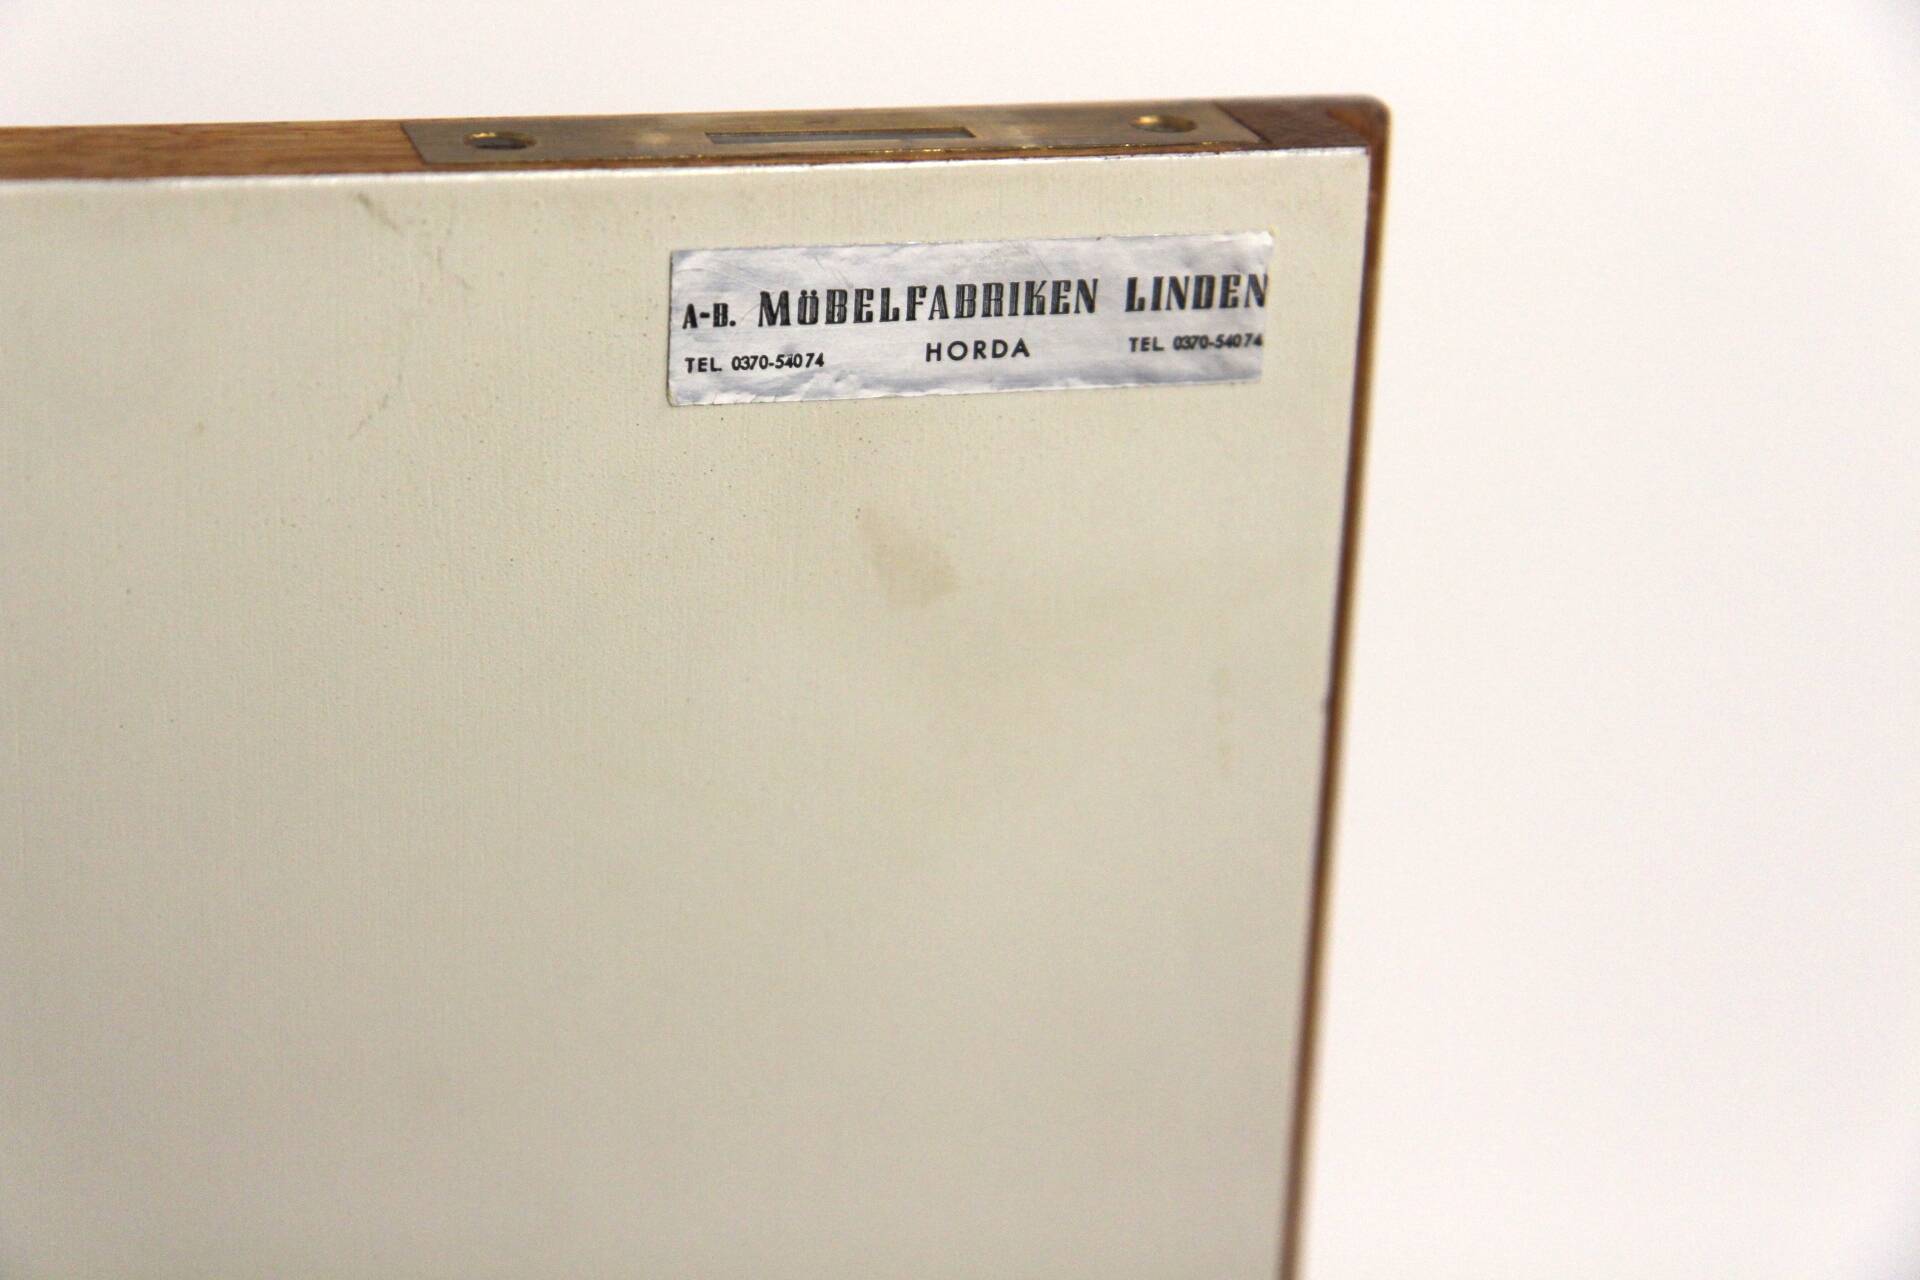 A-B. MÖBELFABRIKEN LINDEN
TEL. 0370-54074 HORDA TEL. 0370-54074